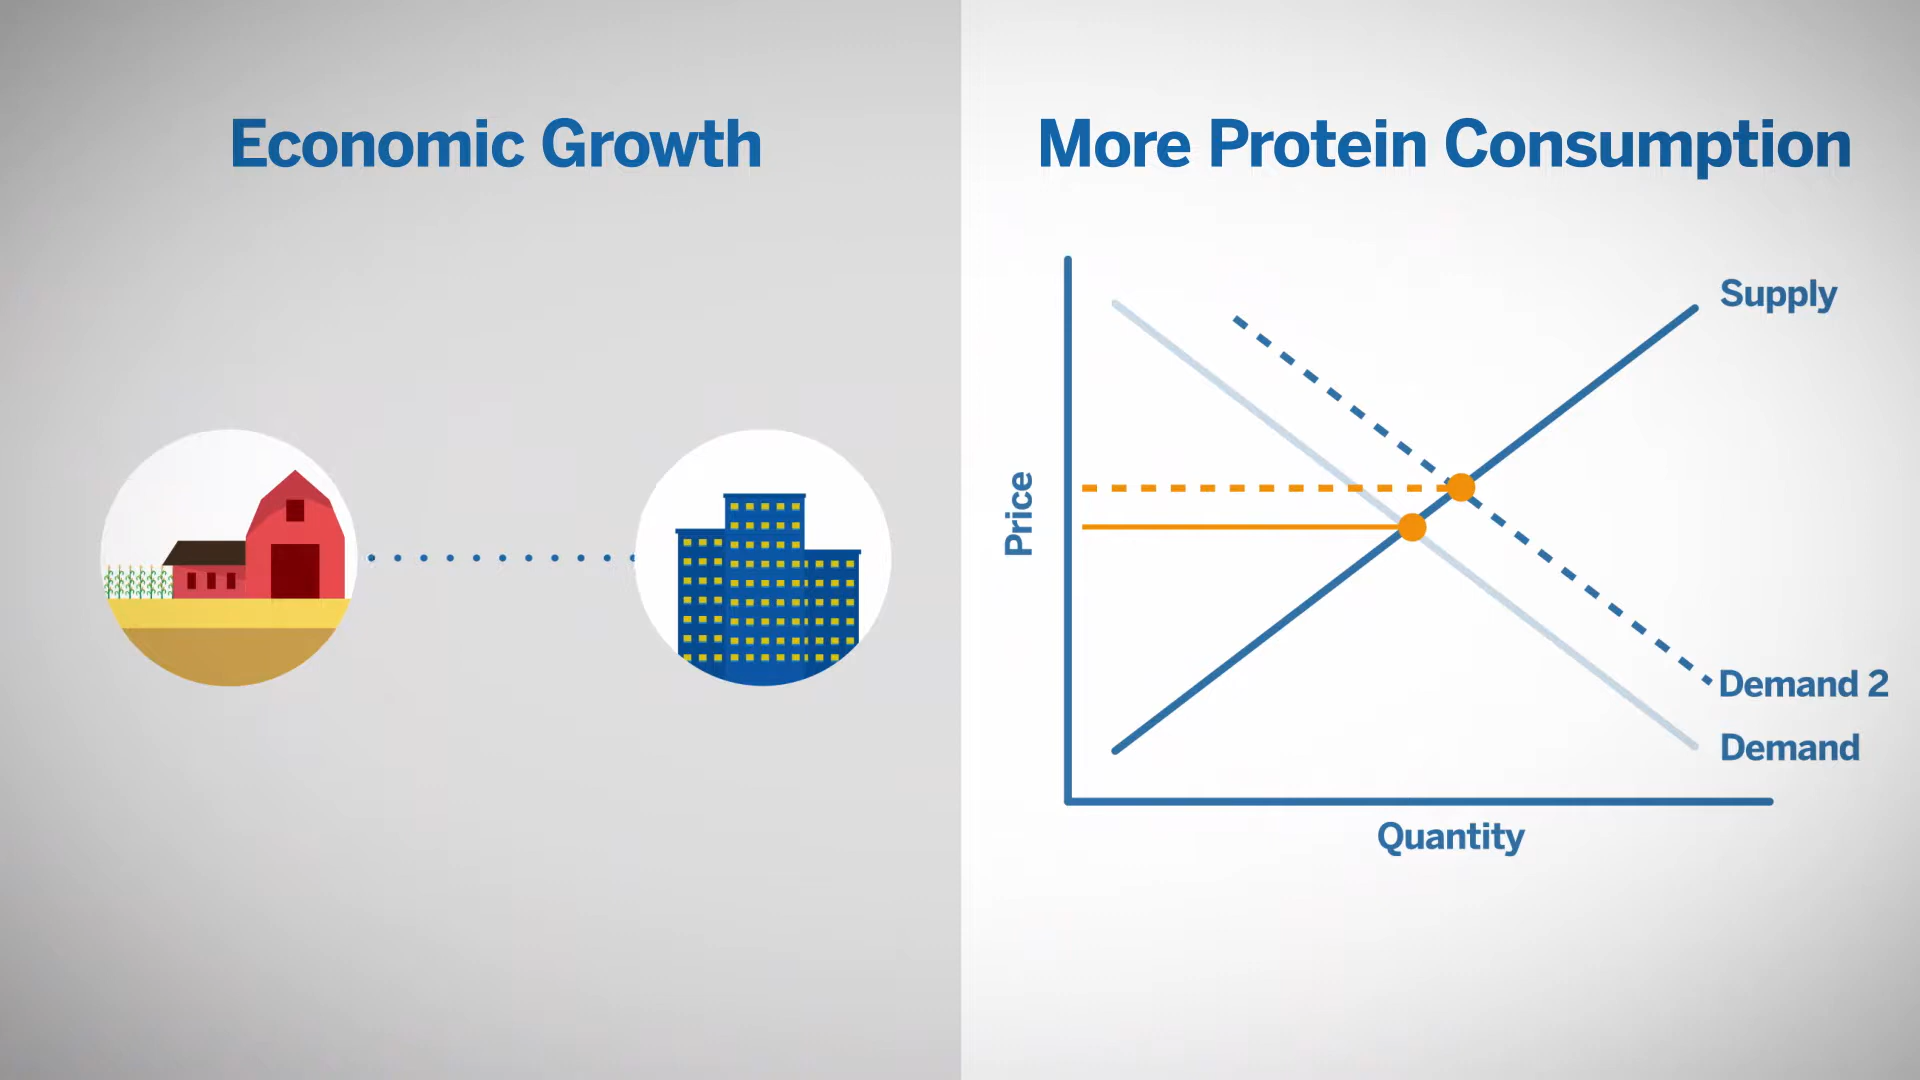 Economic Growth
More Protein Consumption
Supply
Price
Demand 2
Demand
Quantity